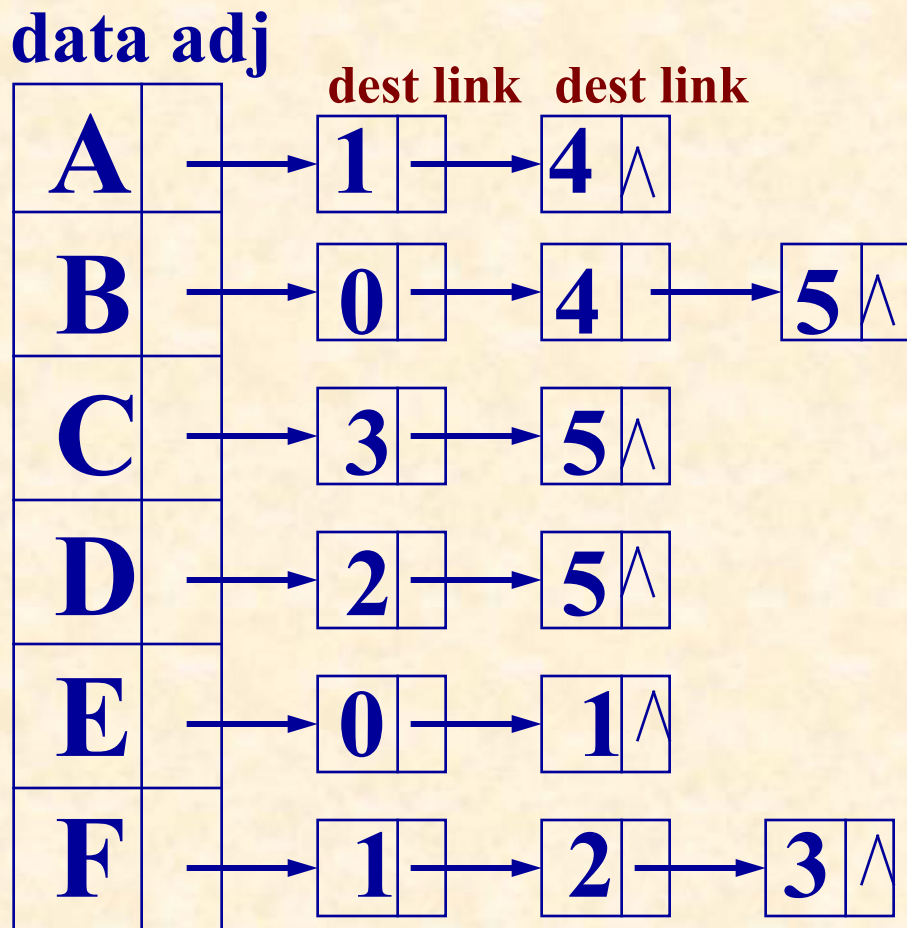 data adj
dest link dest link
A 1 4 ∧
B 0 4 5 ∧
C 3 5 ∧
D 2 5 ∧
E 0 1 ∧
F 1 2 3 ∧